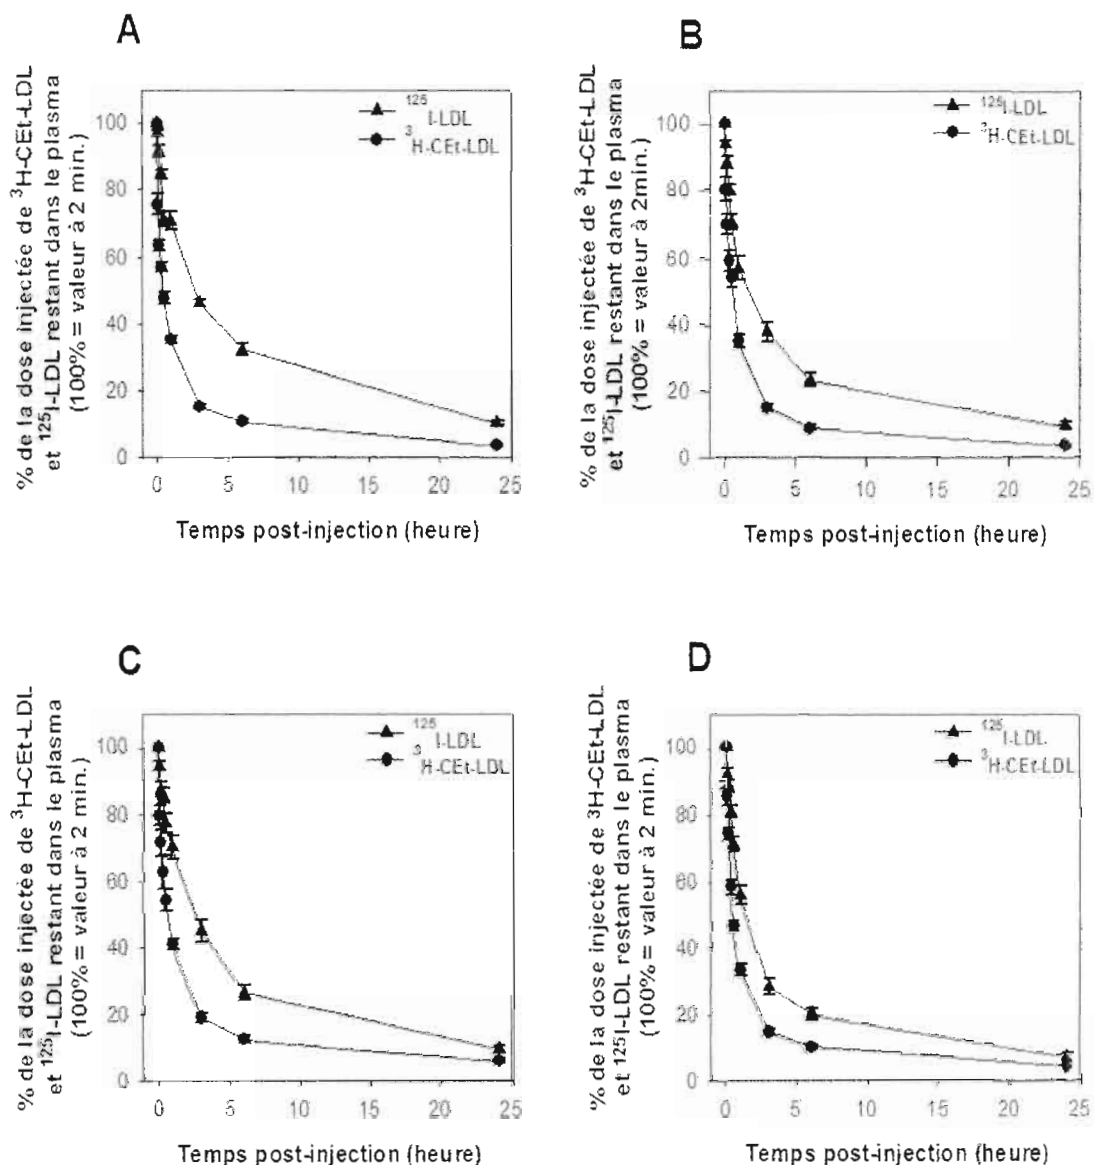 A
% de la dose injectée de ³H-CEt-LDL
et ¹²⁵I-LDL restant dans le plasma
(100% = valeur à 2 min.)
100
80
60
40
20
0
¹²⁵I-LDL
³H-CEt-LDL
0 5 10 15 20 25
Temps post-injection (heure)
B
% de la dose injectée de ³H-CEt-LDL
et ¹²⁵I-LDL restant dans le plasma
(100% = valeur à 2min.)
100
80
60
40
20
0
¹²⁵I-LDL
³H-CEt-LDL
0 5 10 15 20 25
Temps post-injection (heure)
C
% de la dose injectée de ³H-CEt-LDL
et ¹²⁵I-LDL restant dans le plasma
(100% = valeur à 2 min.)
100
80
60
40
20
0
¹²⁵I-LDL
³H-CEt-LDL
0 5 10 15 20 25
Temps post-injection (heure)
D
% de la dose injectée de ³H-CEt-LDL
et ¹²⁵I-LDL restant dans le plasma
(100% = valeur à 2 min.)
100
80
60
40
20
0
¹²⁵I-LDL
³H-CEt-LDL
0 5 10 15 20 25
Temps post-injection (heure)